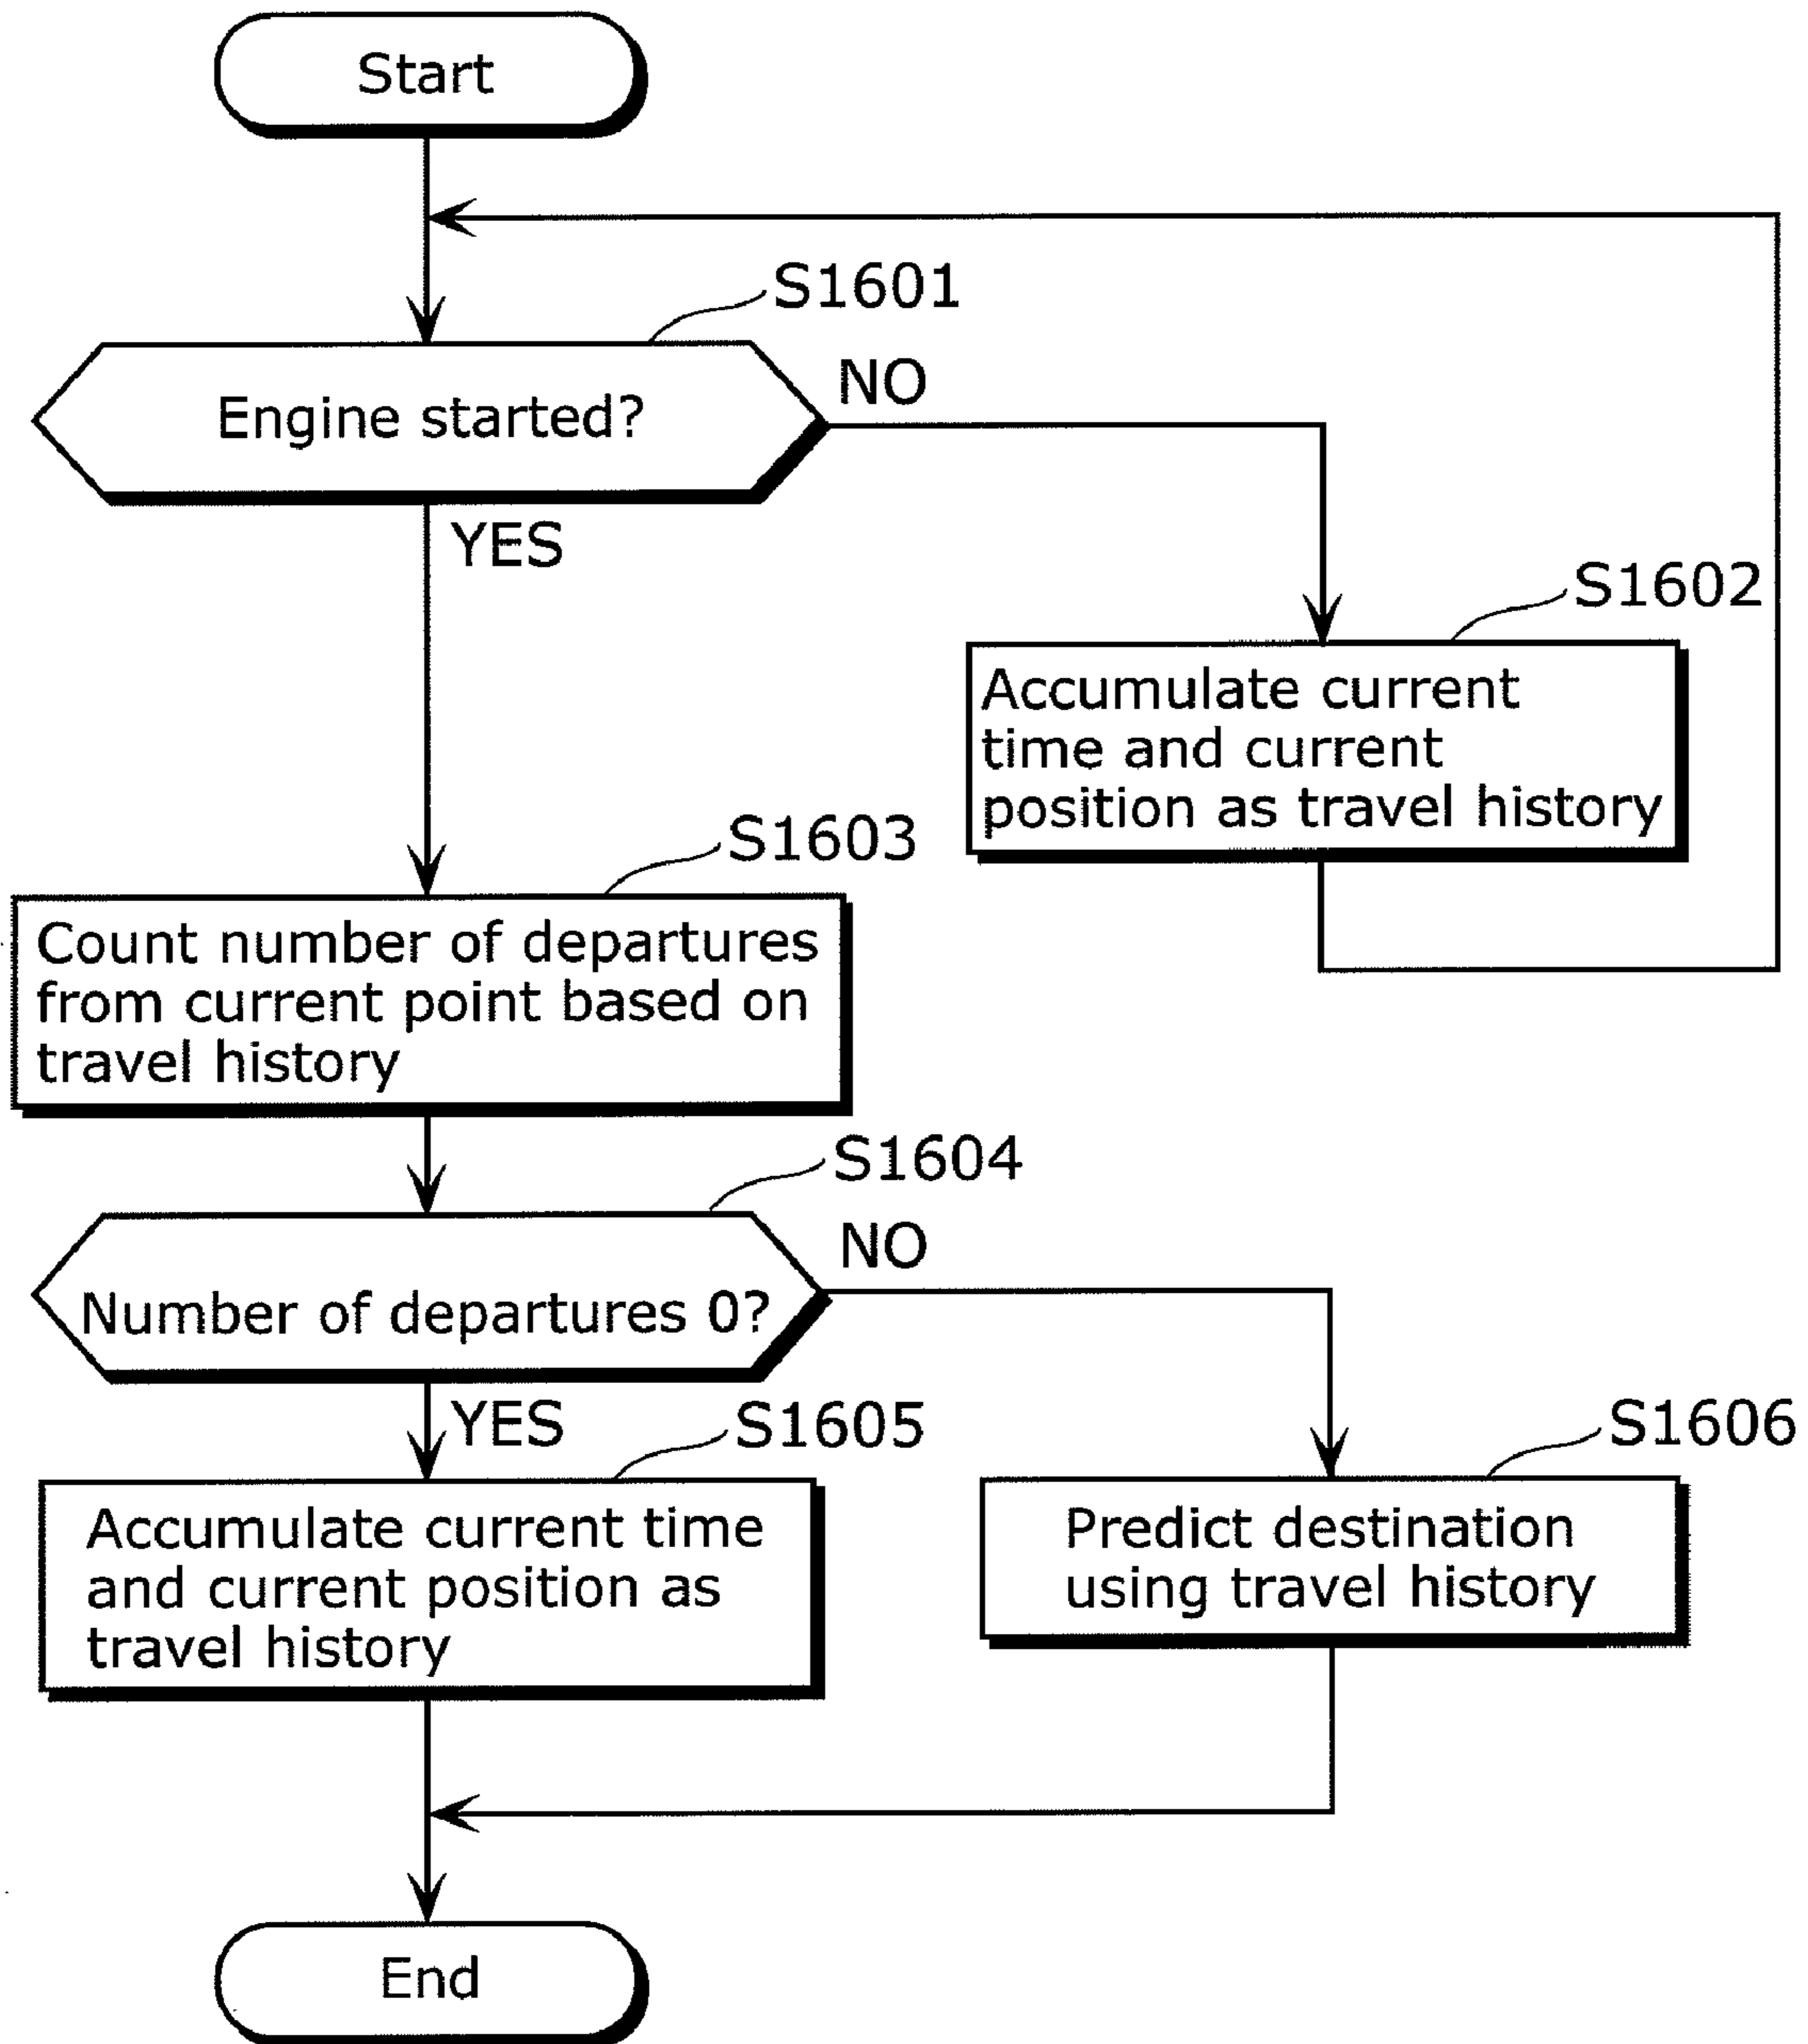 Start
S1601
Engine started?
NO
YES
S1602
Accumulate current
time and current
position as travel history
S1603
Count number of departures
from current point based on
travel history
S1604
Number of departures 0?
NO
YES
S1605
Accumulate current time
and current position as
travel history
S1606
Predict destination
using travel history
End